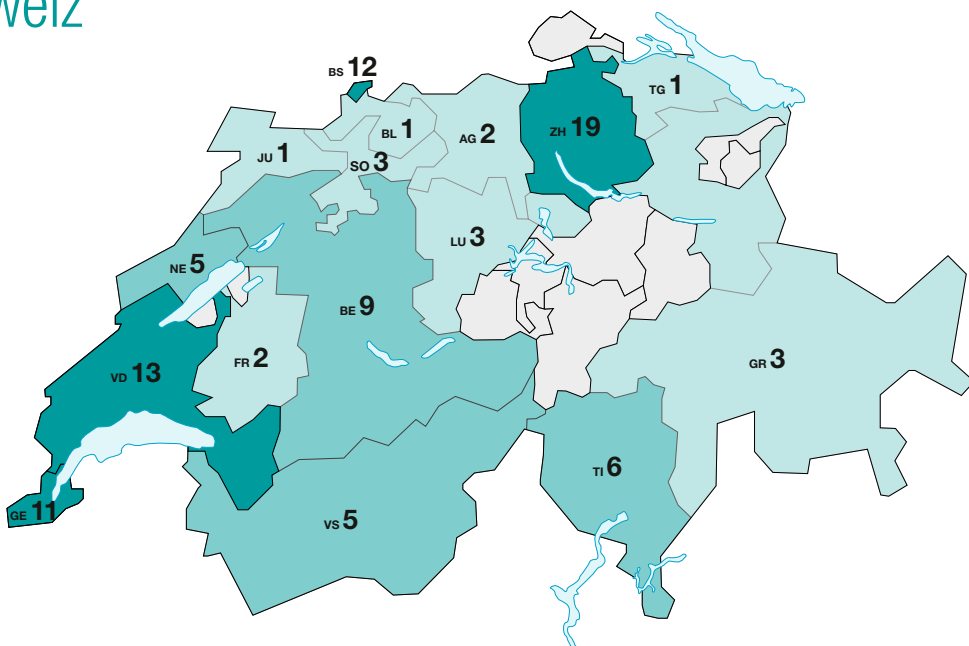 weiz
BS 12
TG 1
BL 1
AG 2
ZH 19
JU 1
SO 3
LU 3
NE 5
BE 9
FR 2
GR 3
VD 13
TI 6
GE 11
VS 5